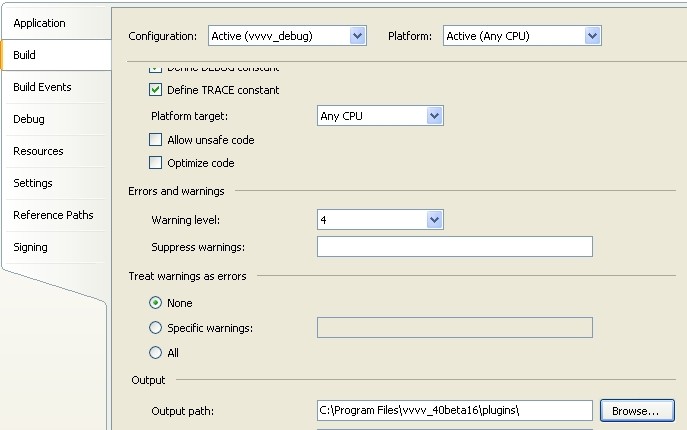 Application
Build
Build Events
Debug
Resources
Settings
Reference Paths
Signing
Configuration: Active (vvvv_debug) Platform: Active (Any CPU)
Define DEBUG constant
Define TRACE constant
Platform target: Any CPU
Allow unsafe code
Optimize code
Errors and warnings
Warning level: 4
Suppress warnings:
Treat warnings as errors
None
Specific warnings:
All
Output
Output path: C:\Program Files\vvvv_40beta16\plugins\ Browse...